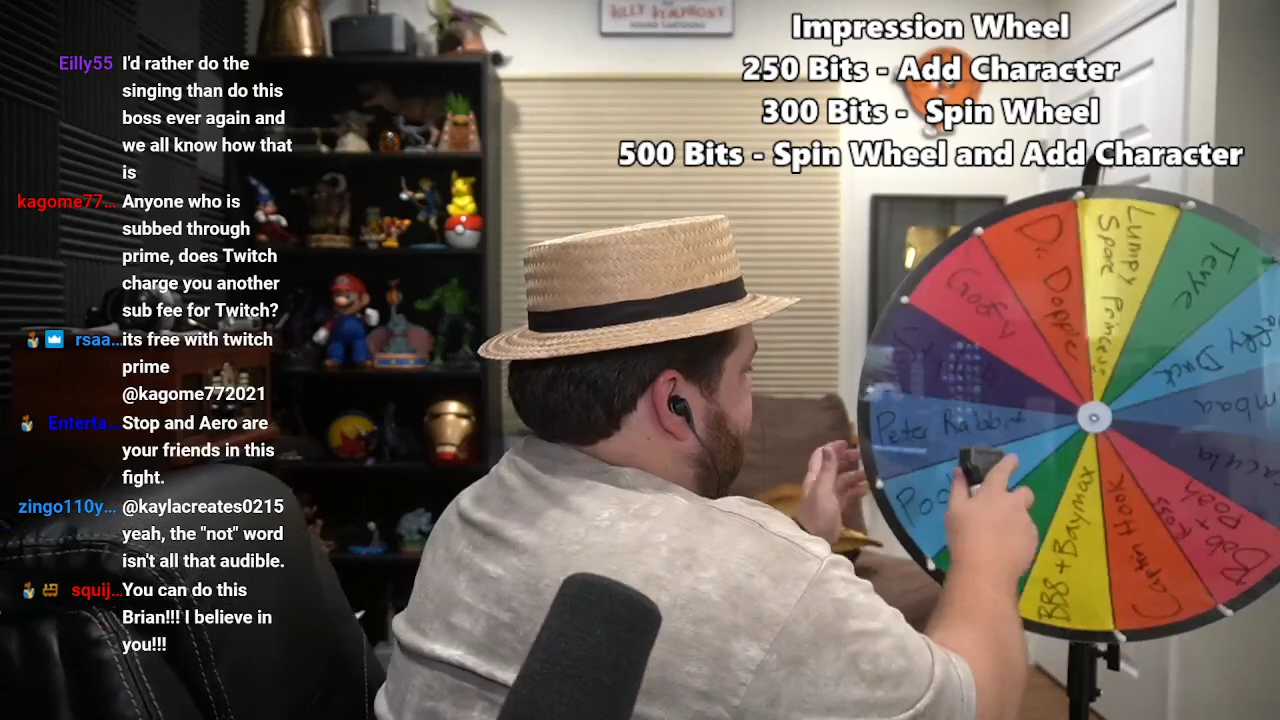 SILLY SYMPHONY
SOUND CARTOONS
Impression Wheel
250 Bits - Add Character
300 Bits - Spin Wheel
500 Bits - Spin Wheel and Add Character
Eilly55 I'd rather do the
singing than do this
boss ever again and
we all know how that
is
kagome77… Anyone who is
subbed through
prime, does Twitch
charge you another
sub fee for Twitch?
rsaa… its free with twitch
prime
@kagome772021
Enterta… Stop and Aero are
your friends in this
fight.
zingo110y… @kaylacreates0215
yeah, the "not" word
isn't all that audible.
squij… You can do this
Brian!!! I believe in
you!!!
Goofy
Dr. Doppler
Lumpy
Space Princess
Tevye
Duck
Peter Rabbit
BB8 + Baymax
Captin Hook
Bob + Ross